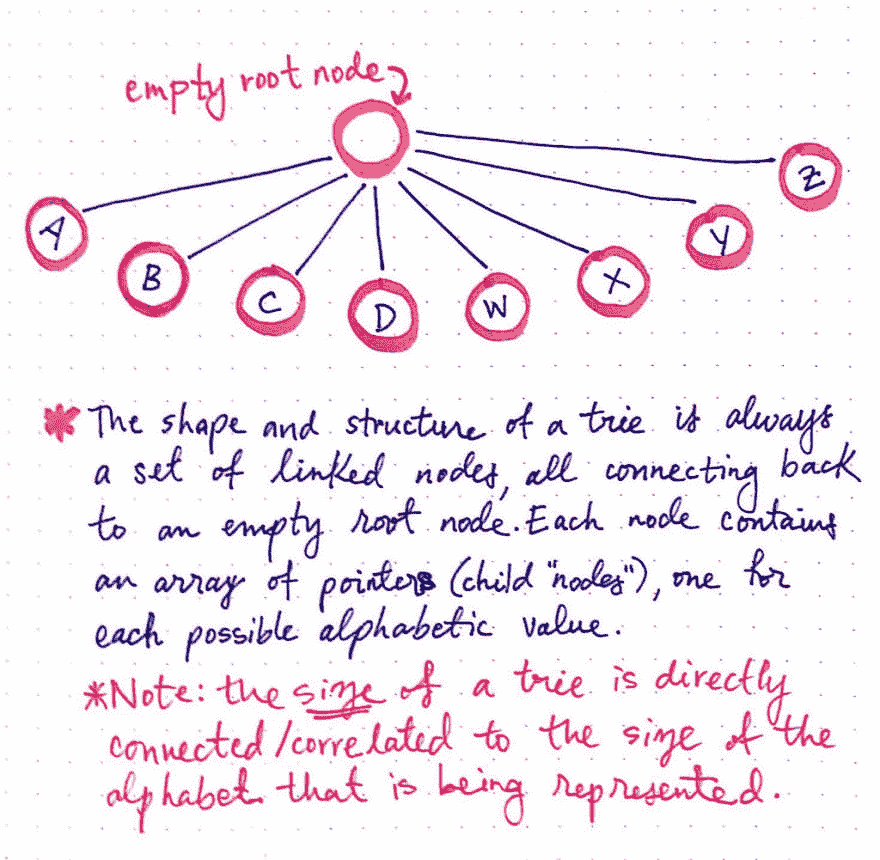 empty root node
A
B
C
D
W
X
Y
Z
* The shape and structure of a trie is always
a set of linked nodes, all connecting back
to an empty root node. Each node contains
an array of pointers (child "nodes"), one for
each possible alphabetic value.
*Note: the size of a trie is directly
connected/correlated to the size of the
alphabet that is being represented.